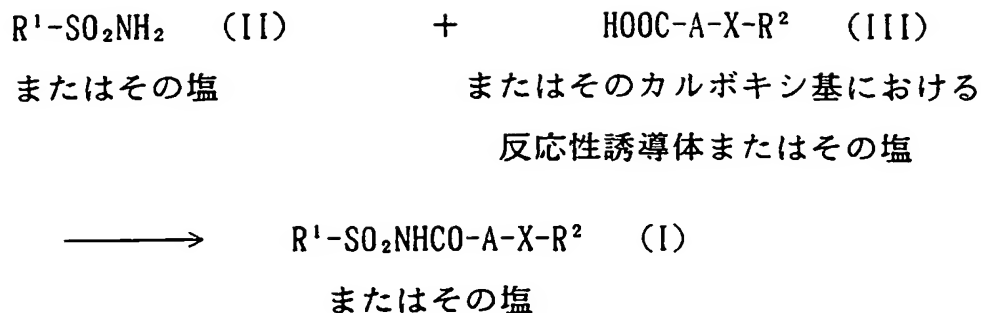 R¹-SO₂NH₂ (II) + HOOC-A-X-R² (III)
またはその塩 またはそのカルボキシ基における
反応性誘導体またはその塩
⟶ R¹-SO₂NHCO-A-X-R² (I)
またはその塩